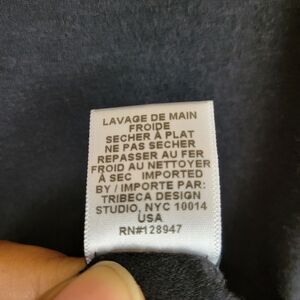 LAVAGE DE MAIN
FROIDE
SECHER À PLAT
NE PAS SECHER
REPASSER AU FER
FROID AU NETTOYER
À SEC IMPORTED
BY / IMPORTE PAR:
TRIBECA DESIGN
STUDIO, NYC 10014
USA
RN#128947